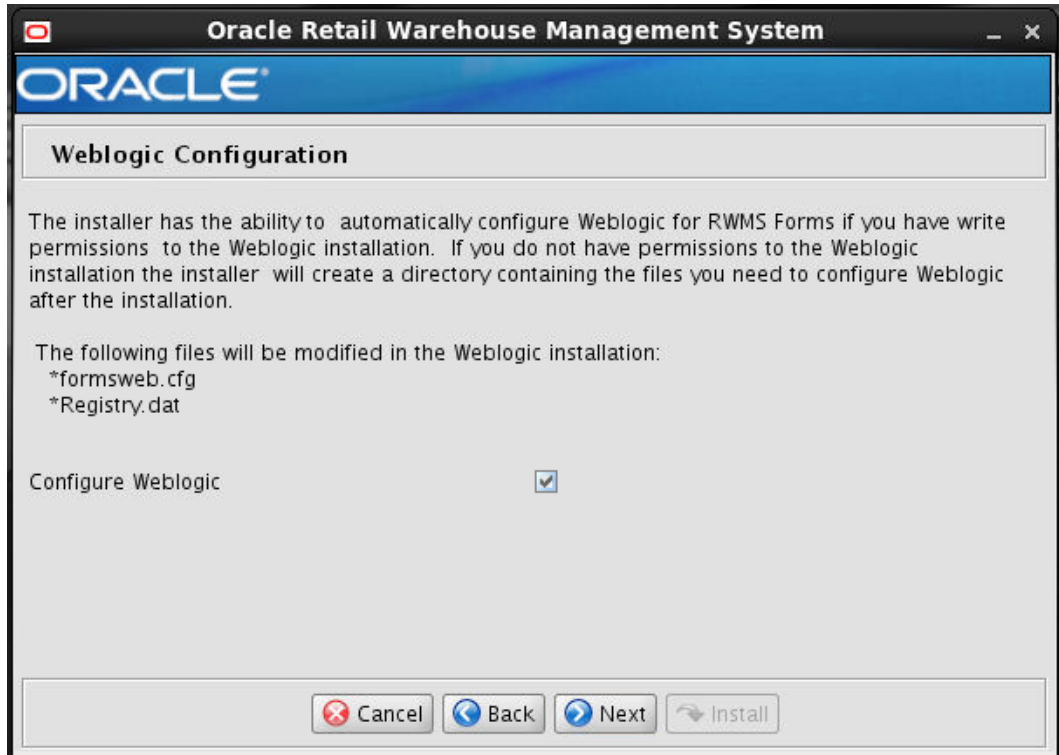 Oracle Retail Warehouse Management System
ORACLE®
Weblogic Configuration
The installer has the ability to  automatically configure Weblogic for RWMS Forms if you have write
permissions  to the Weblogic installation.  If you do not have permissions to the Weblogic
installation the installer  will create a directory containing the files you need to configure Weblogic
after the installation.
The following files will be modified in the Weblogic installation:
*formsweb.cfg
*Registry.dat
Configure Weblogic
Cancel Back Next Install